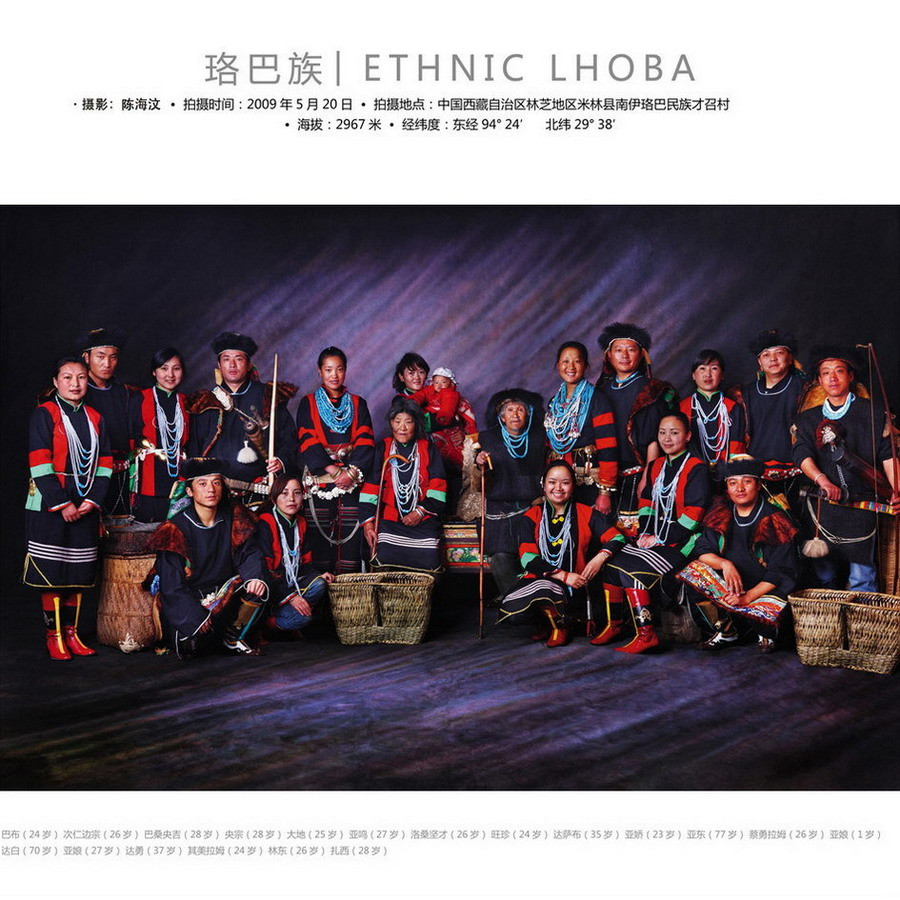 珞巴族| ETHNIC LHOBA
· 摄影: 陈海汶 • 拍摄时间：2009 年 5 月 20 日 • 拍摄地点：中国西藏自治区林芝地区米林县南伊珞巴民族才召村
• 海拔：2967 米 • 经纬度：东经 94° 24′ 北纬 29° 38′
巴布（24 岁） 次仁边宗（26 岁） 巴桑央吉（28 岁） 央宗（28 岁） 大地（25 岁） 亚鸣（27 岁） 洛桑坚才（26 岁） 旺珍（24 岁） 达萨布（35 岁） 亚娇（23 岁） 亚东（77 岁） 蔡勇拉姆（26 岁） 亚娘（1 岁）
达白（70 岁） 亚娘（27 岁） 达勇（37 岁） 其美拉姆（24 岁） 林东（26 岁） 扎西（28 岁）